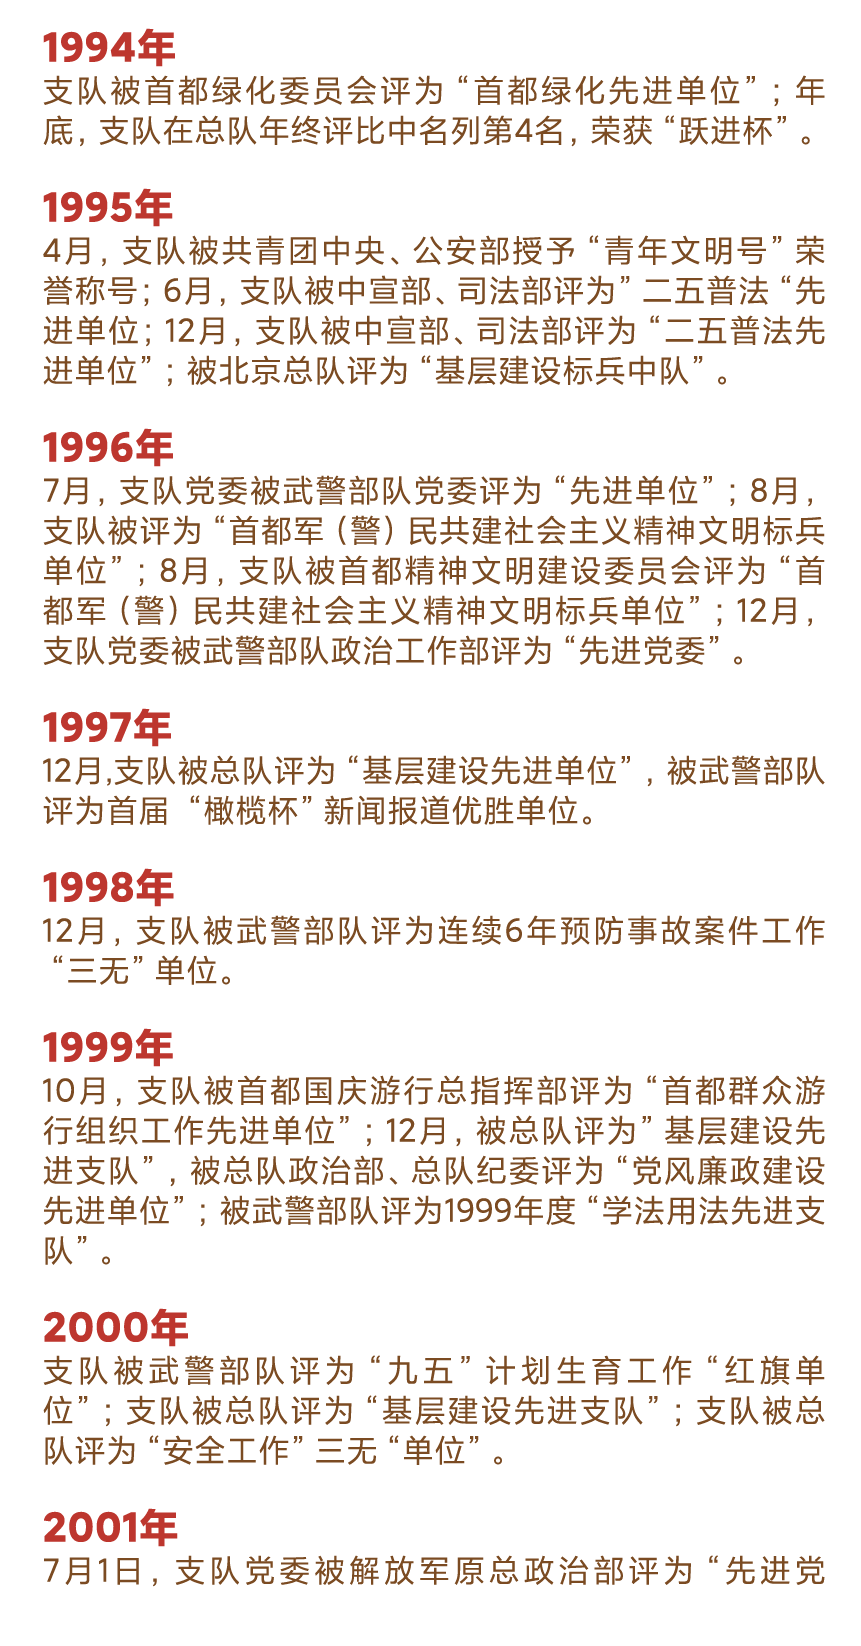 1994年
支队被首都绿化委员会评为“首都绿化先进单位”；年
底，支队在总队年终评比中名列第4名，荣获“跃进杯”。
1995年
4月，支队被共青团中央、公安部授予“青年文明号”荣
誉称号；6月，支队被中宣部、司法部评为”二五普法“先
进单位；12月，支队被中宣部、司法部评为“二五普法先
进单位”；被北京总队评为“基层建设标兵中队”。
1996年
7月，支队党委被武警部队党委评为“先进单位”；8月，
支队被评为“首都军（警）民共建社会主义精神文明标兵
单位”；8月，支队被首都精神文明建设委员会评为“首
都军（警）民共建社会主义精神文明标兵单位”；12月，
支队党委被武警部队政治工作部评为“先进党委”。
1997年
12月,支队被总队评为“基层建设先进单位”，被武警部队
评为首届 “橄榄杯”新闻报道优胜单位。
1998年
12月，支队被武警部队评为连续6年预防事故案件工作
“三无”单位。
1999年
10月，支队被首都国庆游行总指挥部评为“首都群众游
行组织工作先进单位”；12月，被总队评为”基层建设先
进支队”，被总队政治部、总队纪委评为“党风廉政建设
先进单位”；被武警部队评为1999年度“学法用法先进支
队”。
2000年
支队被武警部队评为“九五”计划生育工作“红旗单
位”；支队被总队评为“基层建设先进支队”；支队被总
队评为“安全工作”三无“单位”。
2001年
7月1日，支队党委被解放军原总政治部评为“先进党